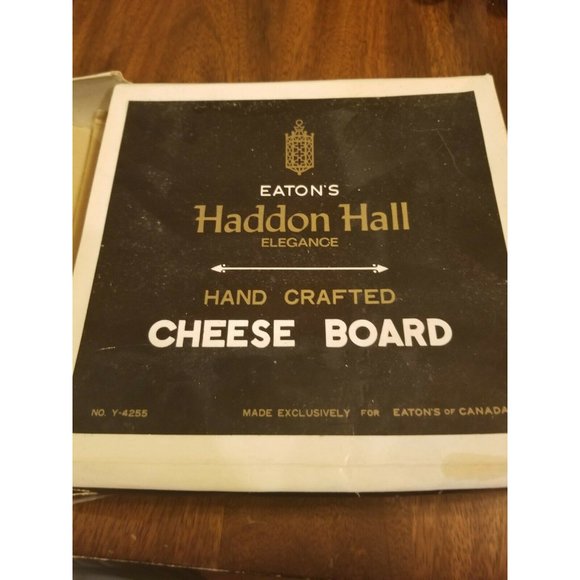 EATON'S
Haddon Hall
ELEGANCE
HAND CRAFTED
CHEESE BOARD
NO. Y-4255 MADE EXCLUSIVELY FOR EATON'S OF CANADA